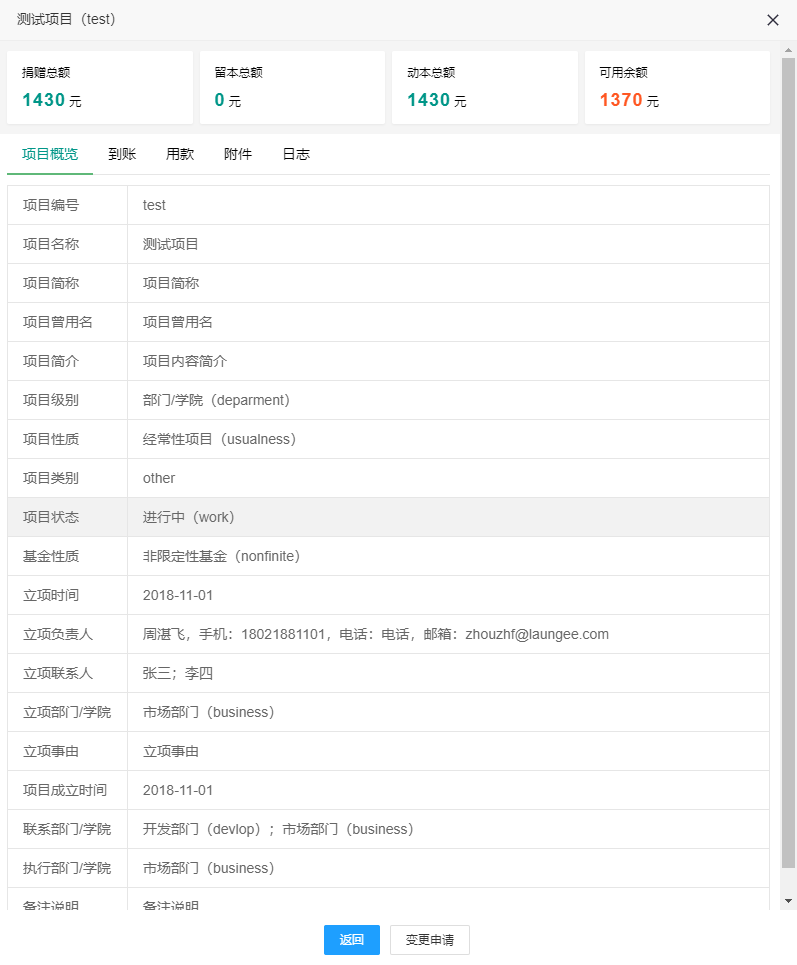 测试项目（test）
捐赠总额 留本总额 动本总额 可用余额
1430 元 0 元 1430 元 1370 元
项目概览 到账 用款 附件 日志
项目编号 test
项目名称 测试项目
项目简称 项目简称
项目曾用名 项目曾用名
项目简介 项目内容简介
项目级别 部门/学院（deparment）
项目性质 经常性项目（usualness）
项目类别 other
项目状态 进行中（work）
基金性质 非限定性基金（nonfinite）
立项时间 2018-11-01
立项负责人 周湛飞，手机：18021881101，电话：电话，邮箱：zhouzhf@laungee.com
立项联系人 张三；李四
立项部门/学院 市场部门（business）
立项事由 立项事由
项目成立时间 2018-11-01
联系部门/学院 开发部门（devlop）；市场部门（business）
执行部门/学院 市场部门（business）
备注说明 备注说明
返回 变更申请